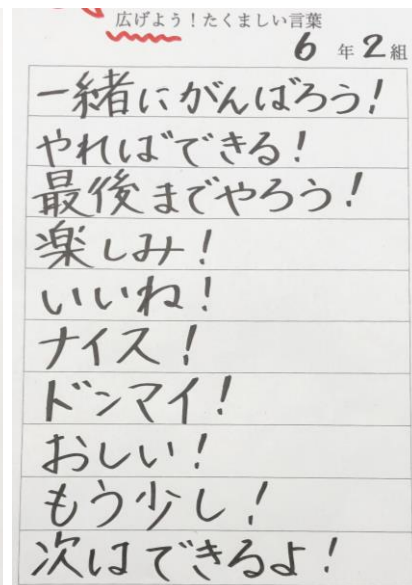 広げよう！たくましい言葉
6年2組
一緒にがんばろう！
やればできる！
最後までやろう！
楽しみ！
いいね！
ナイス！
ドンマイ！
おしい！
もう少し！
次はできるよ！